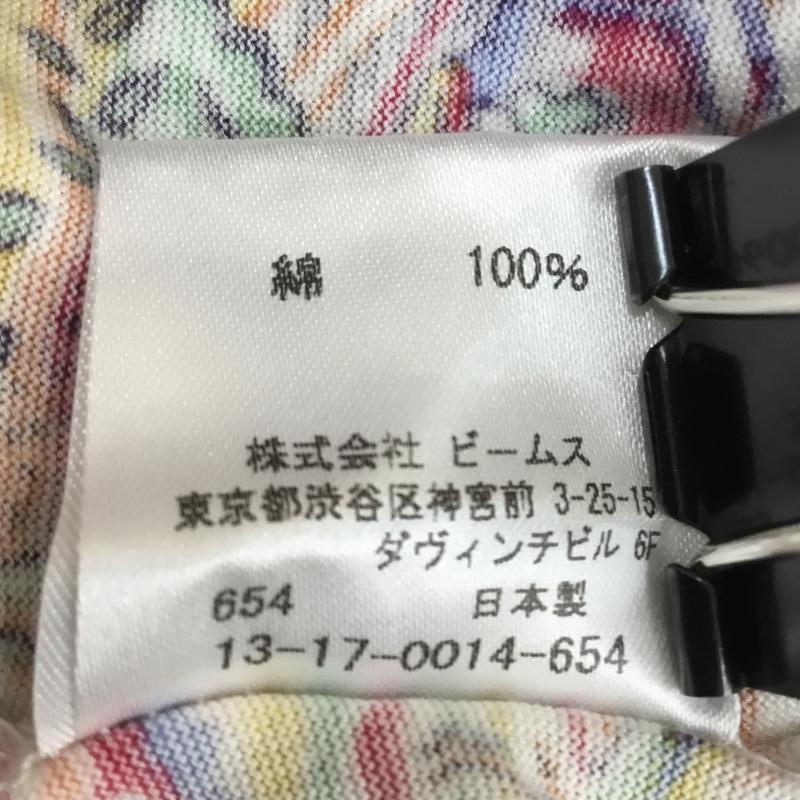 綿 100%
株式会社 ビームス
東京都渋谷区神宮前 3-25-15
ダヴィンチビル 6F
654 日本製
13-17-0014-654